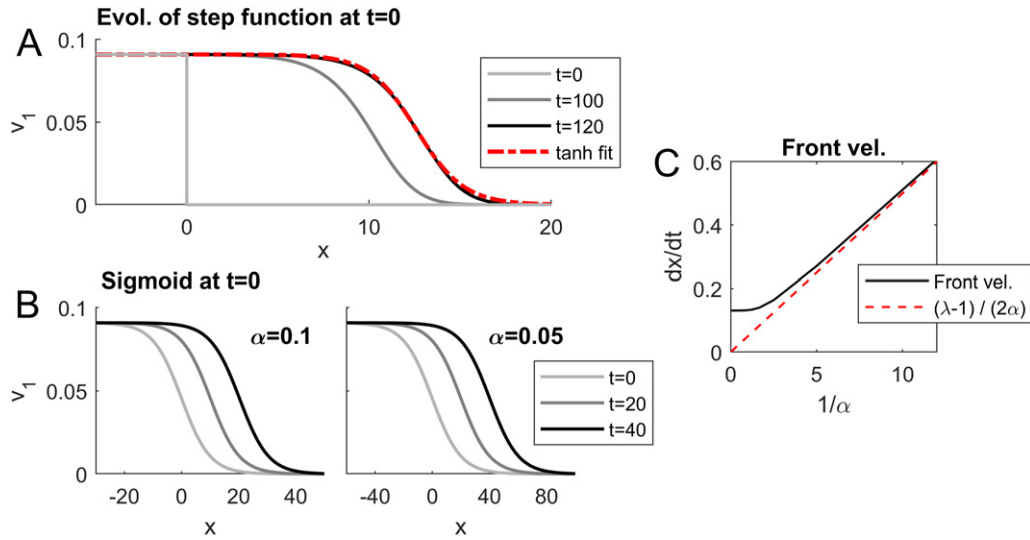 Evol. of step function at t=0
A
0.1
0.05
0
v1
0
10
20
x
t=0
t=100
t=120
tanh fit
C
Front vel.
0.6
0.4
0.2
0
dx/dt
0
5
10
1/α
Front vel.
(λ-1) / (2α)
B
Sigmoid at t=0
0.1
0.05
0
v1
α=0.1
-20
0
20
40
x
α=0.05
-40
0
40
80
x
t=0
t=20
t=40